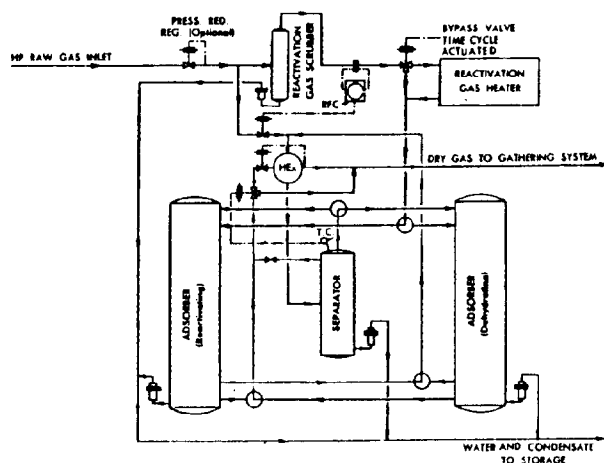 PRESS. RED.
REG. (Optional)
BYPASS VALVE
TIME CYCLE
ACTUATED
HP RAW GAS INLET
REACTIVATION
GAS SCRUBBER
REACTIVATION
GAS HEATER
RFC
HEx
DRY GAS TO GATHERING SYSTEM
T.C.
ADSORBER
(Reactivating)
SEPARATOR
ADSORBER
(Dehydrating)
WATER AND CONDENSATE
TO STORAGE